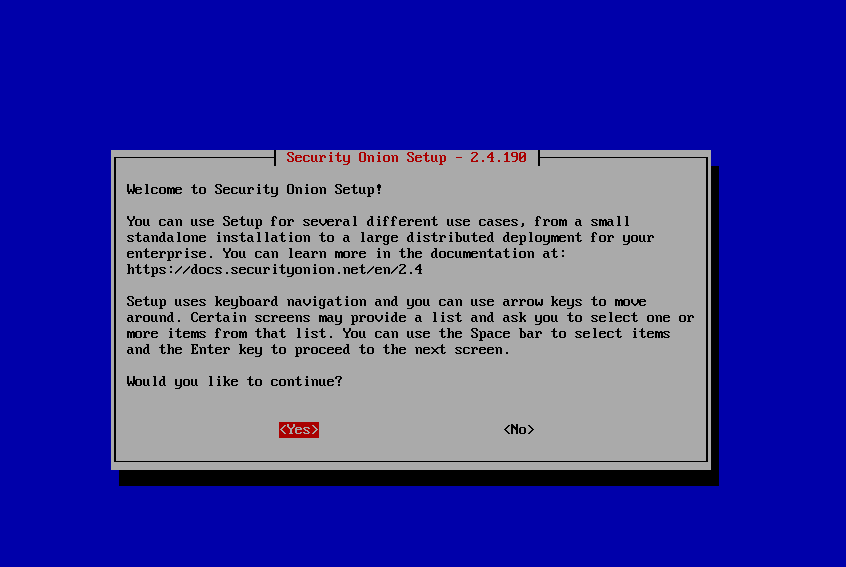 Security Onion Setup - 2.4.190
Welcome to Security Onion Setup!
You can use Setup for several different use cases, from a small
standalone installation to a large distributed deployment for your
enterprise. You can learn more in the documentation at:
https://docs.securityonion.net/en/2.4
Setup uses keyboard navigation and you can use arrow keys to move
around. Certain screens may provide a list and ask you to select one or
more items from that list. You can use the Space bar to select items
and the Enter key to proceed to the next screen.
Would you like to continue?
<Yes> <No>